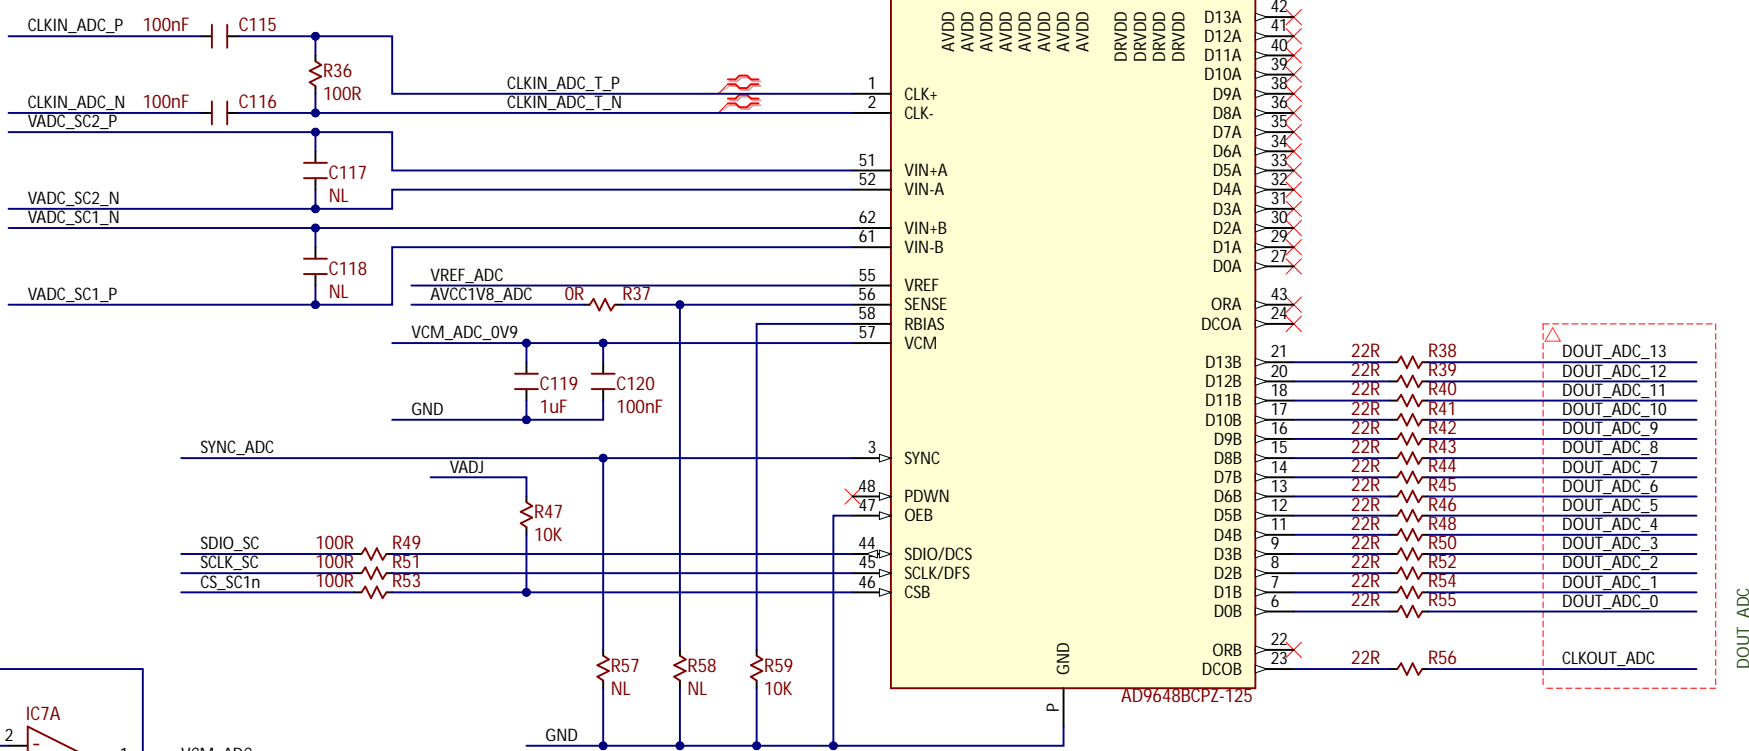 CLKIN_ADC_P 100nF C115
R36
100R
CLKIN_ADC_N 100nF C116
CLKIN_ADC_T_P
CLKIN_ADC_T_N
VADC_SC2_P
C117
NL
VADC_SC2_N
VADC_SC1_N
C118
NL
VADC_SC1_P
VREF_ADC
AVCC1V8_ADC 0R R37
VCM_ADC_0V9
C119 C120
1uF 100nF
GND
SYNC_ADC
VADJ
R47
10K
SDIO_SC 100R R49
SCLK_SC 100R R51
CS_SC1n 100R R53
R57 R58 R59
NL NL 10K
GND
IC7A
2
-
1
AVDD AVDD AVDD AVDD AVDD AVDD AVDD AVDD DRVDD DRVDD DRVDD DRVDD
1 CLK+
2 CLK-
51 VIN+A
52 VIN-A
62 VIN+B
61 VIN-B
55 VREF
56 SENSE
58 RBIAS
57 VCM
3 SYNC
48 PDWN
47 OEB
44 SDIO/DCS
45 SCLK/DFS
46 CSB
GND
P
AD9648BCPZ-125
D13A 42
D12A 41
D11A 40
D10A 39
D9A 38
D8A 36
D7A 35
D6A 34
D5A 33
D4A 32
D3A 31
D2A 30
D1A 29
D0A 27
ORA 43
DCOA 24
D13B 21 22R R38 DOUT_ADC_13
D12B 20 22R R39 DOUT_ADC_12
D11B 18 22R R40 DOUT_ADC_11
D10B 17 22R R41 DOUT_ADC_10
D9B 16 22R R42 DOUT_ADC_9
D8B 15 22R R43 DOUT_ADC_8
D7B 14 22R R44 DOUT_ADC_7
D6B 13 22R R45 DOUT_ADC_6
D5B 12 22R R46 DOUT_ADC_5
D4B 11 22R R48 DOUT_ADC_4
D3B 9 22R R50 DOUT_ADC_3
D2B 8 22R R52 DOUT_ADC_2
D1B 7 22R R54 DOUT_ADC_1
D0B 6 22R R55 DOUT_ADC_0
ORB 22
DCOB 23 22R R56 CLKOUT_ADC
DOUT_ADC